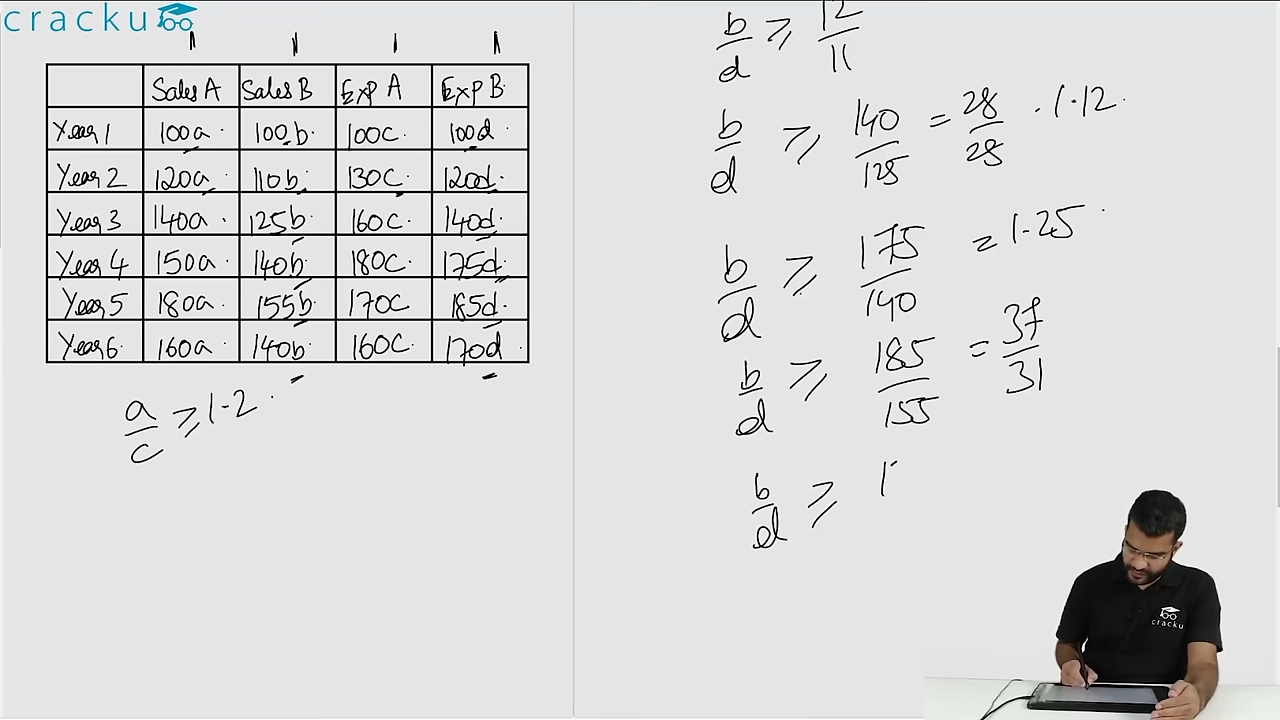 cracku
Sales A Sales B Exp A Exp B
Year 1 100a 100b 100c 100d
Year 2 120a 110b 130c 120d
Year 3 140a 125b 160c 140d
Year 4 150a 140b 180c 175d
Year 5 180a 155b 170c 185d
Year 6 160a 140b 160c 170d
a/c ≥ 1.2
b/d ≥ 12/11
b/d ≥ 140/125 = 28/25 . 1.12
b/d ≥ 175/140 = 1.25
b/d ≥ 185/155 = 37/31
b/d ≥ 1
cracku